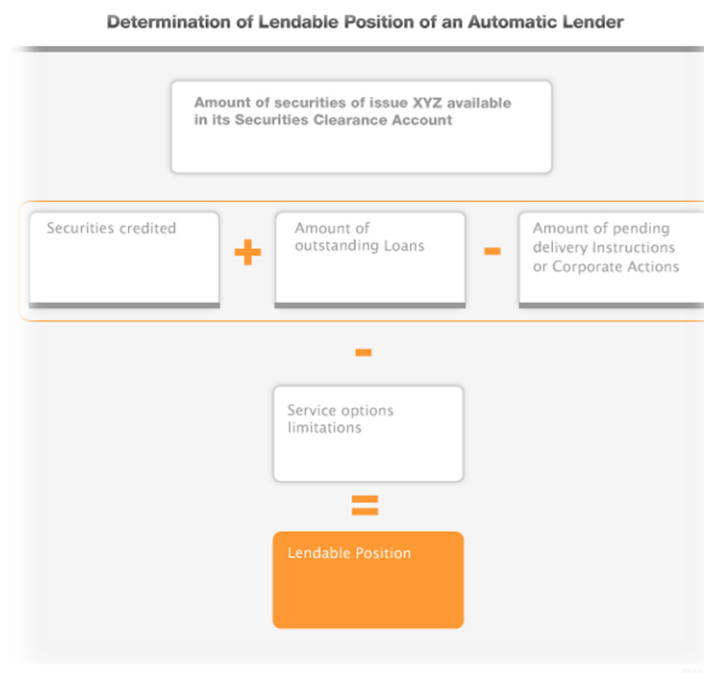 Determination of Lendable Position of an Automatic Lender
Amount of securities of issue XYZ available
in its Securities Clearance Account
Securities credited
+
Amount of
outstanding Loans
-
Amount of pending
delivery Instructions
or Corporate Actions
-
Service options
limitations
=
Lendable Position